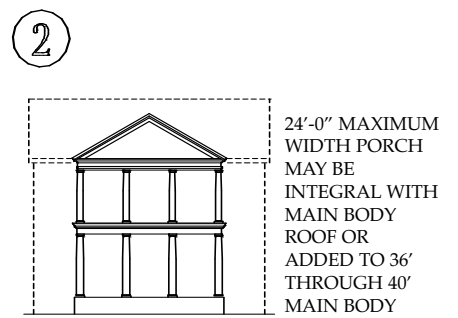 2
24′-0″ MAXIMUM
WIDTH PORCH
MAY BE
INTEGRAL WITH
MAIN BODY
ROOF OR
ADDED TO 36′
THROUGH 40′
MAIN BODY